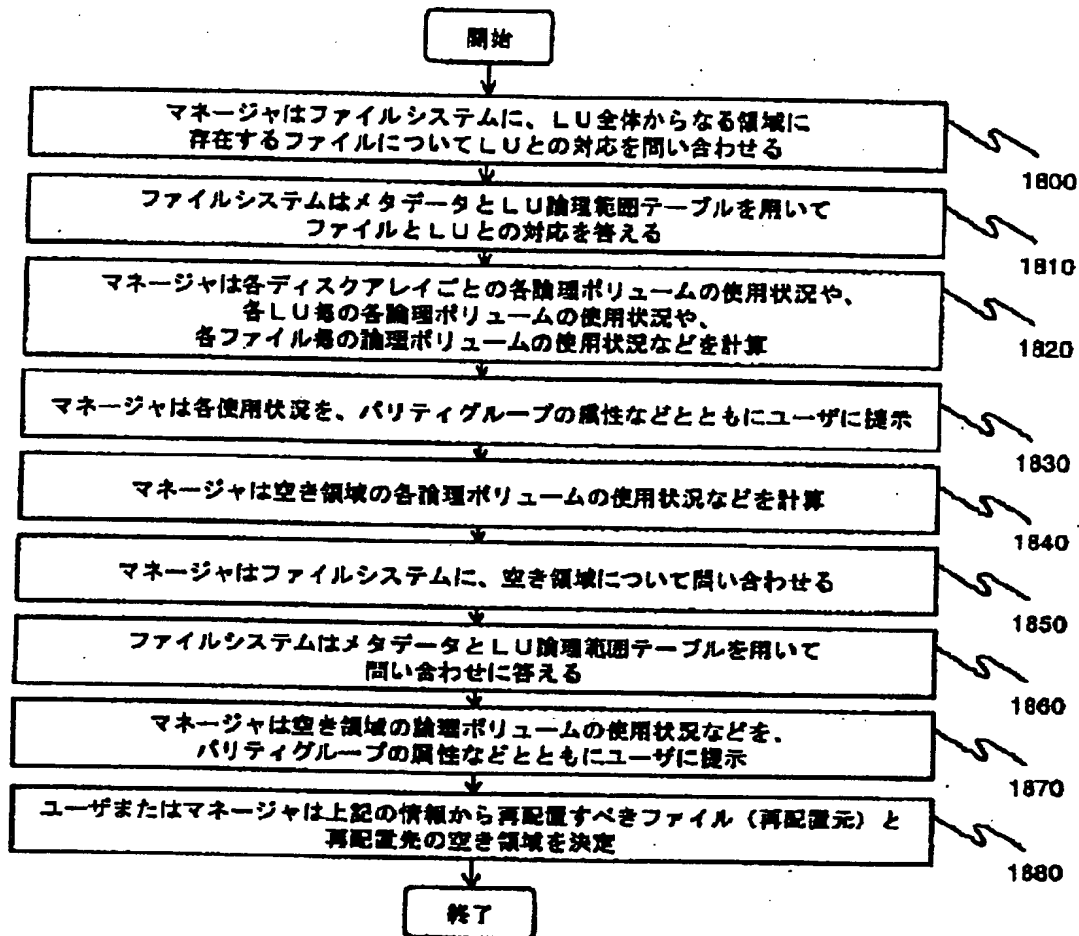 開始
マネージャはファイルシステムに、LU全体からなる領域に
存在するファイルについてLUとの対応を問い合わせる
1800
ファイルシステムはメタデータとLU論理範囲テーブルを用いて
ファイルとLUとの対応を答える
1810
マネージャは各ディスクアレイごとの各論理ボリュームの使用状況や、
各LU毎の各論理ボリュームの使用状況や、
各ファイル毎の論理ボリュームの使用状況などを計算
1820
マネージャは各使用状況を、パリティグループの属性などとともにユーザに提示
1830
マネージャは空き領域の各論理ボリュームの使用状況などを計算
1840
マネージャはファイルシステムに、空き領域について問い合わせる
1850
ファイルシステムはメタデータとLU論理範囲テーブルを用いて
問い合わせに答える
1860
マネージャは空き領域の論理ボリュームの使用状況などを、
パリティグループの属性などとともにユーザに提示
1870
ユーザまたはマネージャは上記の情報から再配置すべきファイル（再配置元）と
再配置先の空き領域を決定
1880
終了